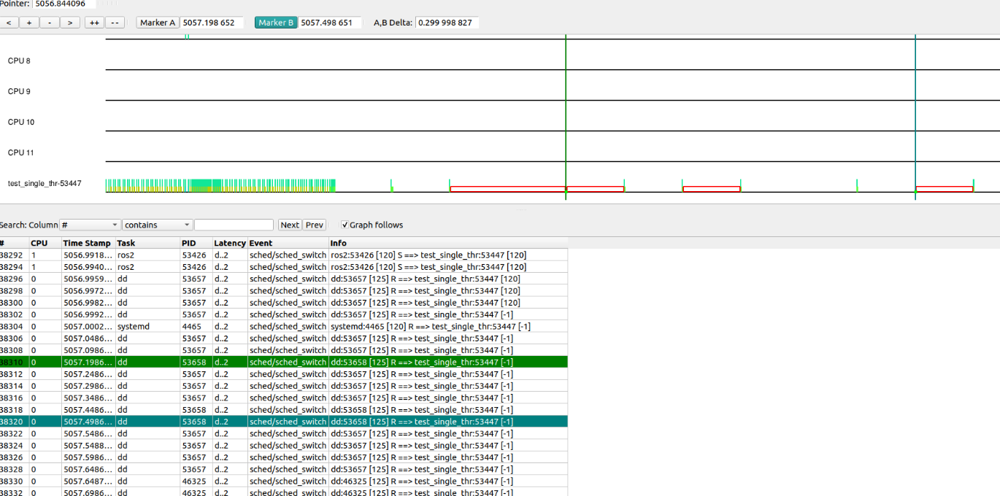 Pointer: 5056.844096
< + - > ++ -- Marker A 5057.198 652 Marker B 5057.498 651 A,B Delta: 0.299 998 827
CPU 8
CPU 9
CPU 10
CPU 11
test_single_thr-53447
Search: Column # contains Next Prev Graph follows
# CPU Time Stamp Task PID Latency Event Info
38292 1 5056.9918... ros2 53426 d..2 sched/sched_switch ros2:53426 [120] S ==> test_single_thr:53447 [120]
38294 1 5056.9940... ros2 53426 d..2 sched/sched_switch ros2:53426 [120] S ==> test_single_thr:53447 [120]
38296 0 5056.9959... dd 53657 d..2 sched/sched_switch dd:53657 [125] R ==> test_single_thr:53447 [120]
38298 0 5056.9972... dd 53657 d..2 sched/sched_switch dd:53657 [125] R ==> test_single_thr:53447 [120]
38300 0 5056.9982... dd 53657 d..2 sched/sched_switch dd:53657 [125] R ==> test_single_thr:53447 [120]
38302 0 5056.9992... dd 53657 d..2 sched/sched_switch dd:53657 [125] R ==> test_single_thr:53447 [-1]
38304 0 5057.0002... systemd 4465 d..2 sched/sched_switch systemd:4465 [120] R ==> test_single_thr:53447 [-1]
38306 0 5057.0486... dd 53657 d..2 sched/sched_switch dd:53657 [125] R ==> test_single_thr:53447 [-1]
38308 0 5057.0986... dd 53657 d..2 sched/sched_switch dd:53657 [125] R ==> test_single_thr:53447 [-1]
38310 0 5057.1986... dd 53658 d..2 sched/sched_switch dd:53658 [125] R ==> test_single_thr:53447 [-1]
38312 0 5057.2486... dd 53657 d..2 sched/sched_switch dd:53657 [125] R ==> test_single_thr:53447 [-1]
38314 0 5057.2986... dd 53657 d..2 sched/sched_switch dd:53657 [125] R ==> test_single_thr:53447 [-1]
38316 0 5057.3486... dd 53657 d..2 sched/sched_switch dd:53657 [125] R ==> test_single_thr:53447 [-1]
38318 0 5057.4486... dd 53658 d..2 sched/sched_switch dd:53658 [125] R ==> test_single_thr:53447 [-1]
38320 0 5057.4986... dd 53658 d..2 sched/sched_switch dd:53658 [125] R ==> test_single_thr:53447 [-1]
38322 0 5057.5486... dd 53657 d..2 sched/sched_switch dd:53657 [125] R ==> test_single_thr:53447 [-1]
38324 0 5057.5488... dd 53657 d..2 sched/sched_switch dd:53657 [125] R ==> test_single_thr:53447 [-1]
38326 0 5057.5986... dd 53657 d..2 sched/sched_switch dd:53657 [125] R ==> test_single_thr:53447 [-1]
38328 0 5057.6486... dd 53657 d..2 sched/sched_switch dd:53657 [125] R ==> test_single_thr:53447 [-1]
38330 0 5057.6487... dd 46325 d..2 sched/sched_switch dd:46325 [125] R ==> test_single_thr:53447 [-1]
38332 0 5057.6986... dd 46325 d..2 sched/sched_switch dd:46325 [125] R ==> test_single_thr:53447 [-1]